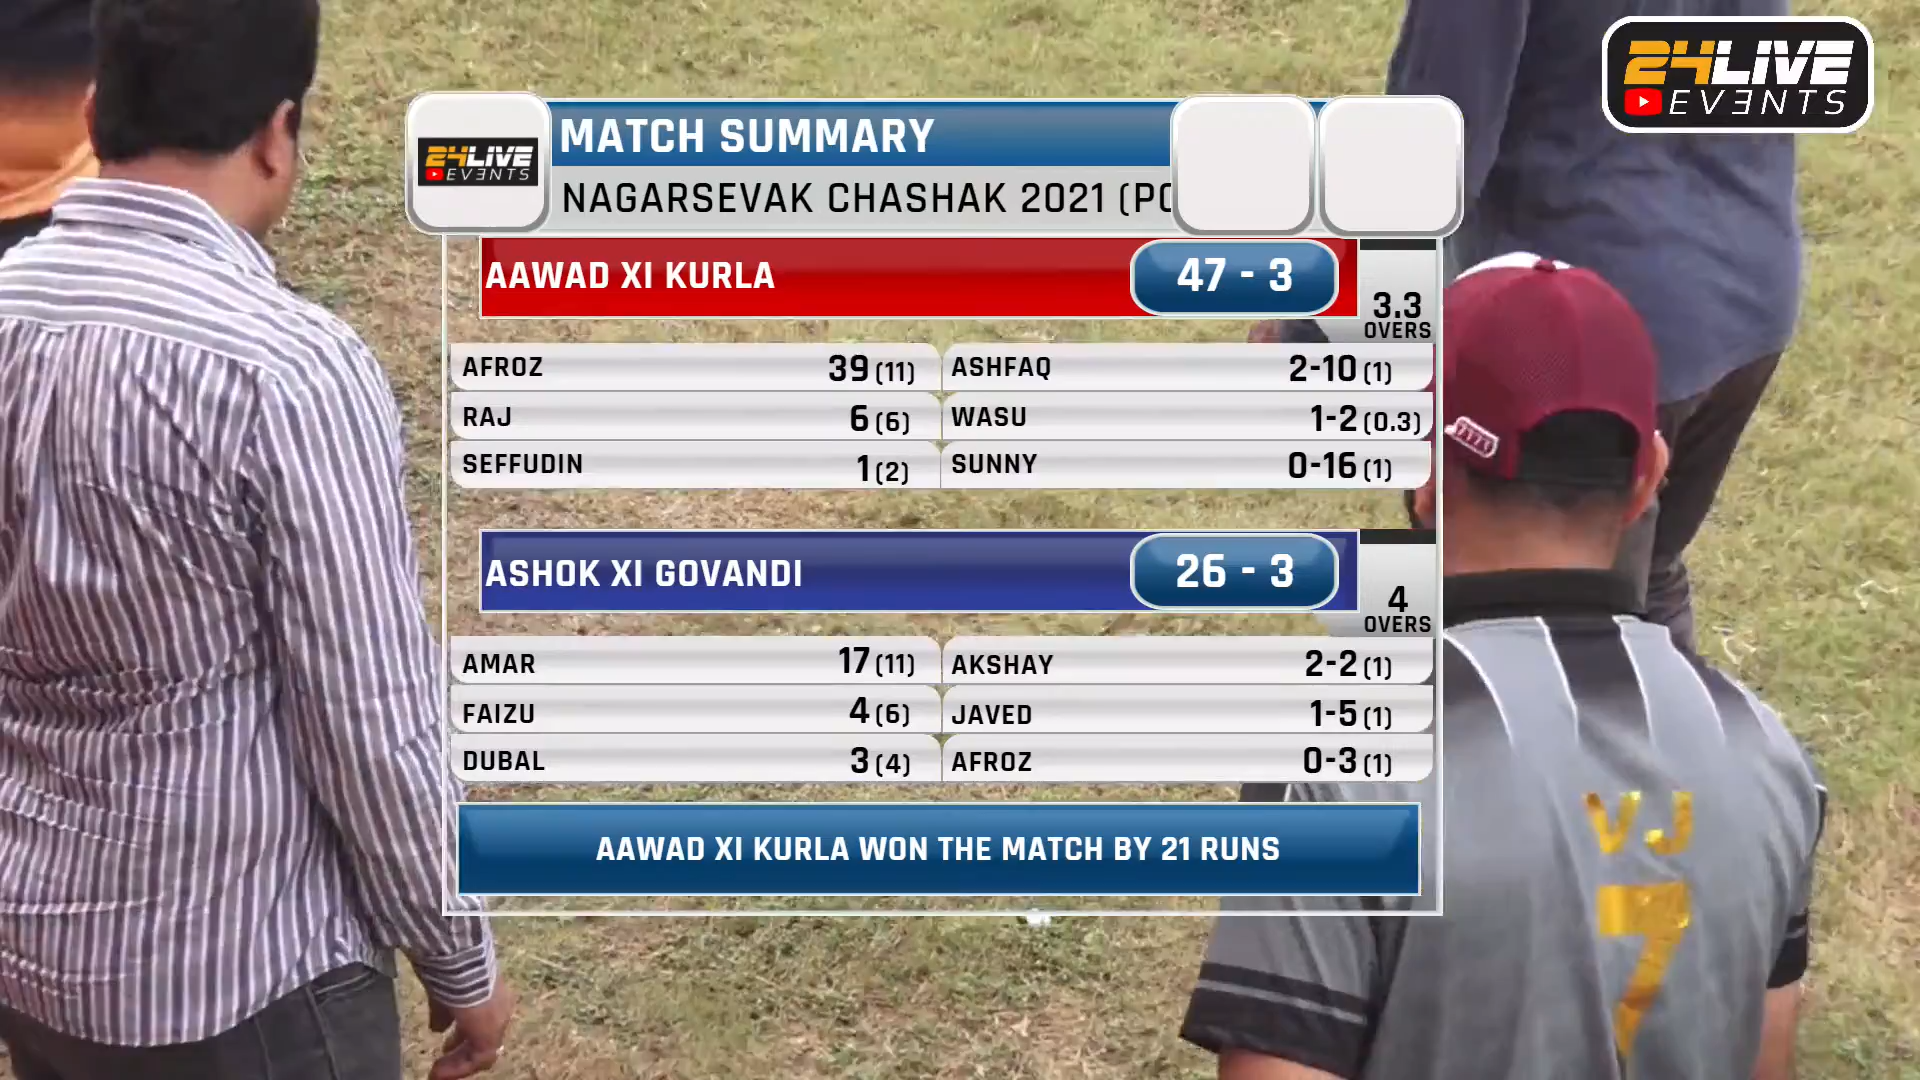 24LIVE
EVENTS
24LIVE
EVENTS
MATCH SUMMARY
NAGARSEVAK CHASHAK 2021 (PO
AAWAD XI KURLA 47 - 3
3.3
OVERS
AFROZ 39 (11) ASHFAQ 2-10 (1)
RAJ 6 (6) WASU 1-2 (0.3)
SEFFUDIN 1 (2) SUNNY 0-16 (1)
ASHOK XI GOVANDI 26 - 3
4
OVERS
AMAR 17 (11) AKSHAY 2-2 (1)
FAIZU 4 (6) JAVED 1-5 (1)
DUBAL 3 (4) AFROZ 0-3 (1)
AAWAD XI KURLA WON THE MATCH BY 21 RUNS
VJ
7